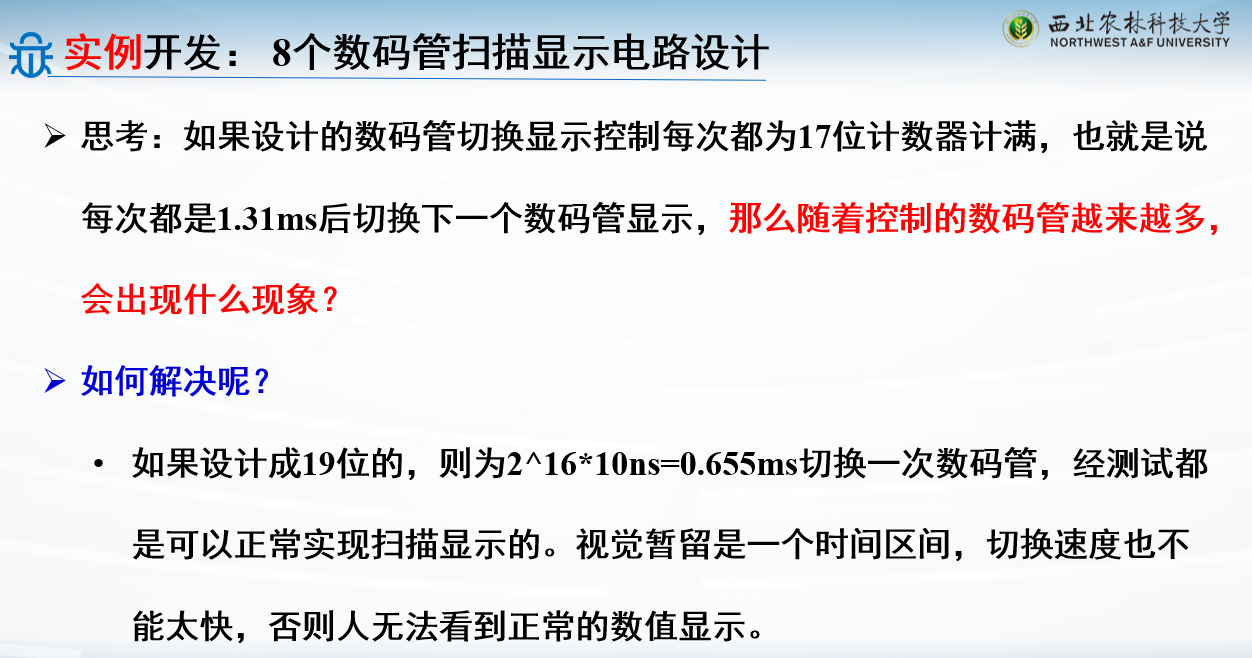 实例开发： 8个数码管扫描显示电路设计
西北农林科技大学
NORTHWEST A&F UNIVERSITY
➢ 思考：如果设计的数码管切换显示控制每次都为17位计数器计满，也就是说
每次都是1.31ms后切换下一个数码管显示，那么随着控制的数码管越来越多，
会出现什么现象？
➢ 如何解决呢？
• 如果设计成19位的，则为2^16*10ns=0.655ms切换一次数码管，经测试都
是可以正常实现扫描显示的。视觉暂留是一个时间区间，切换速度也不
能太快，否则人无法看到正常的数值显示。